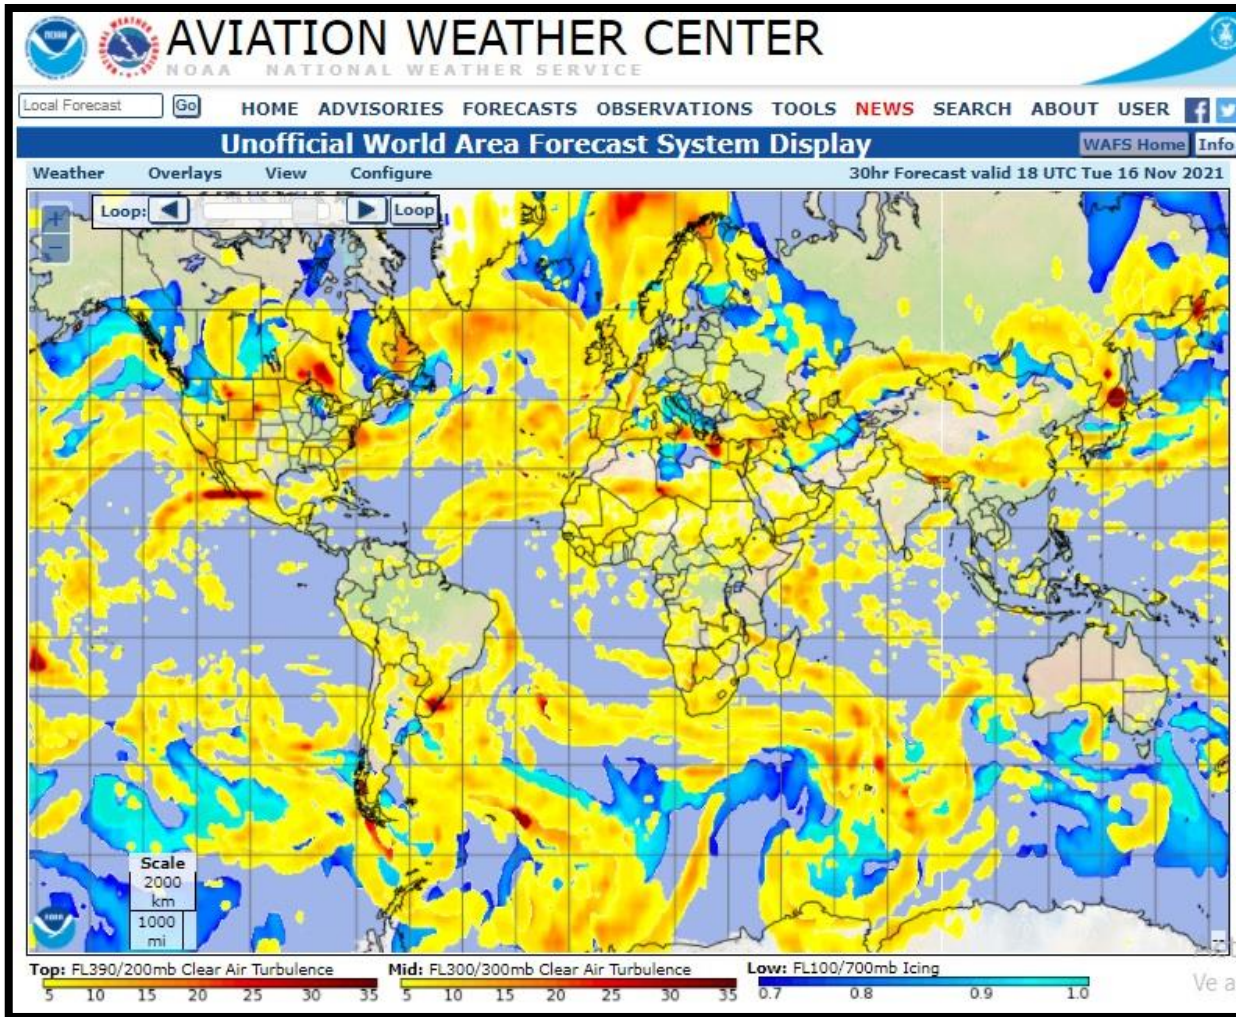 AVIATION WEATHER CENTER
NOAA NATIONAL WEATHER SERVICE
Local Forecast Go HOME ADVISORIES FORECASTS OBSERVATIONS TOOLS NEWS SEARCH ABOUT USER
Unofficial World Area Forecast System Display WAFS Home Info
Weather Overlays View Configure 30hr Forecast valid 18 UTC Tue 16 Nov 2021
+ Loop: Loop
−
Scale
2000
km
1000
mi
Top: FL390/200mb Clear Air Turbulence Mid: FL300/300mb Clear Air Turbulence Low: FL100/700mb Icing
5 10 15 20 25 30 35 5 10 15 20 25 30 35 0.7 0.8 0.9 1.0
Ve a